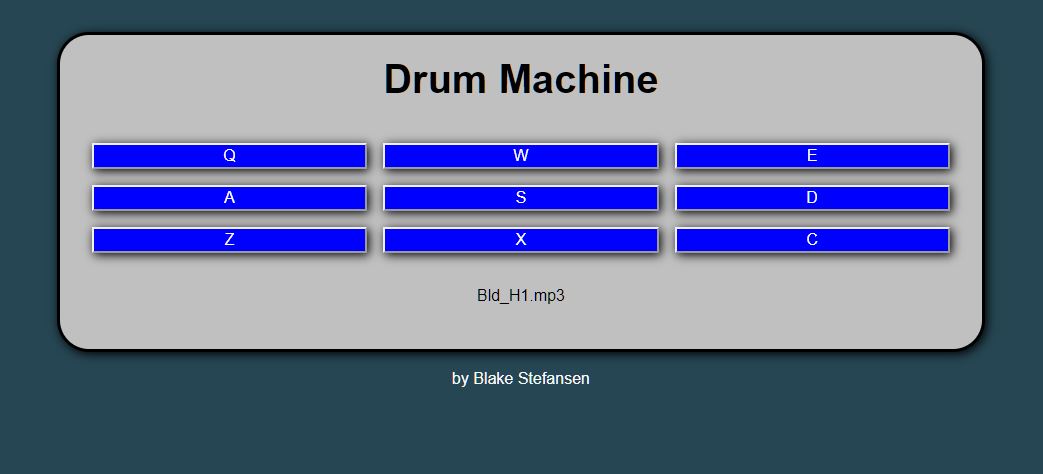 Drum Machine
Q W E
A S D
Z X C
Bld_H1.mp3
by Blake Stefansen